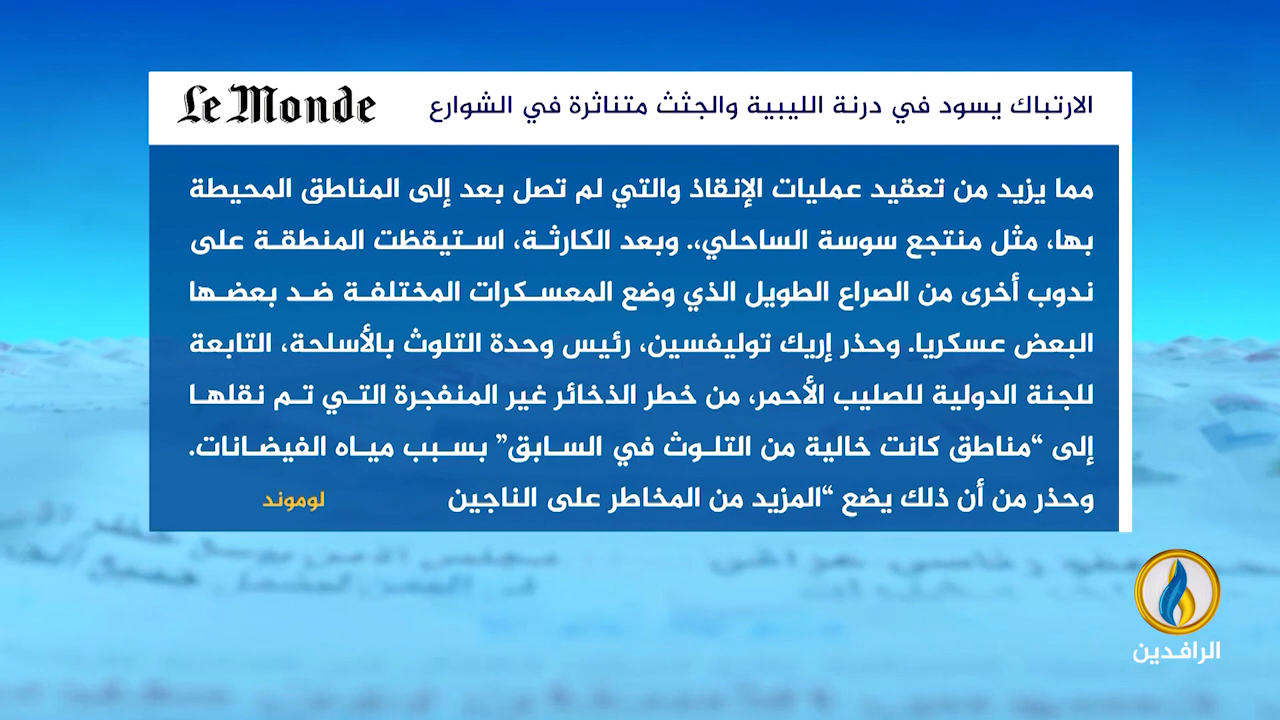 الارتباك يسود في درنة الليبية والجثث متناثرة في الشوارع
Le Monde
مما يزيد من تعقيد عمليات الإنقاذ والتي لم تصل بعد إلى المناطق المحيطة
بها، مثل منتجع سوسة الساحلي،. وبعد الكارثة، استيقظت المنطقة على
ندوب أخرى من الصراع الطويل الذي وضع المعسكرات المختلفة ضد بعضها
البعض عسكريا. وحذر إريك توليفسين، رئيس وحدة التلوث بالأسلحة، التابعة
للجنة الدولية للصليب الأحمر، من خطر الذخائر غير المنفجرة التي تم نقلها
إلى “مناطق كانت خالية من التلوث في السابق” بسبب مياه الفيضانات.
وحذر من أن ذلك يضع “المزيد من المخاطر على الناجين
لوموند
الرافدين